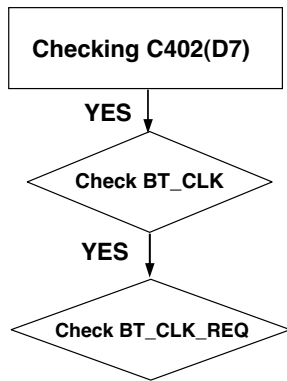 Checking C402(D7)
YES
Check BT_CLK
YES
Check BT_CLK_REQ